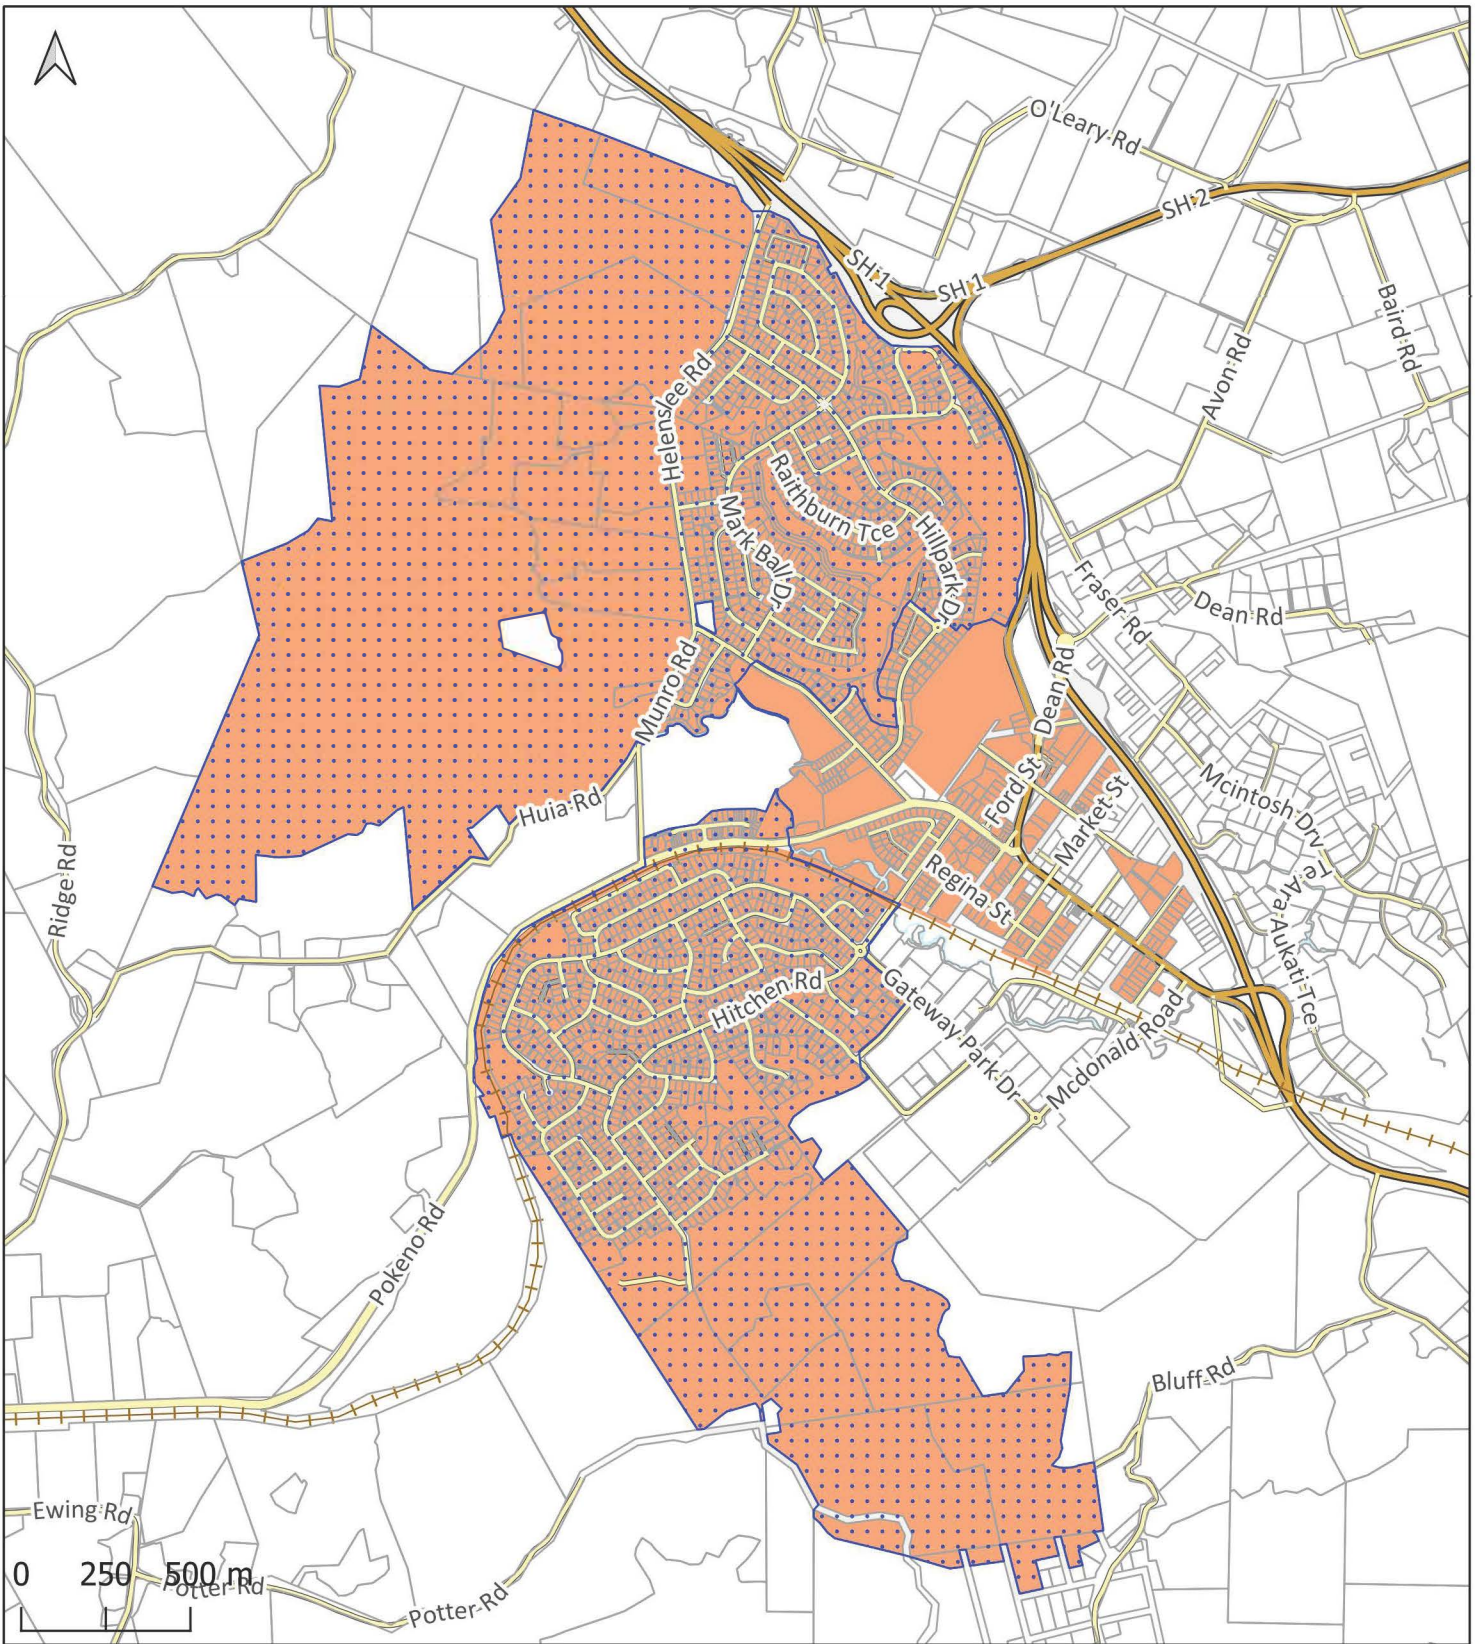 O'Leary Rd
SH 2
SH 1
SH 1
Baird Rd
Avon Rd
Helenslee Rd
Raithburn Tce
Mark Ball Dr
Hillpark Dr
Fraser Rd
Dean Rd
Munro Rd
Dean Rd
Huia Rd
Ford St
Market St
Mcintosh Drv
Ridge Rd
Regina St
Te Ara Aukati Tce
Hitchen Rd
Gateway Park Dr
Mcdonald Road
Pokeno Rd
Bluff Rd
Ewing Rd
0 250 500 m
Potter Rd
Potter Rd